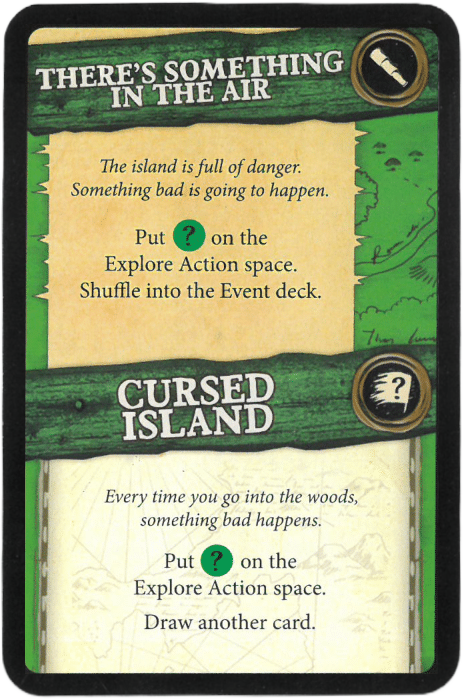 THERE'S SOMETHING
IN THE AIR
The island is full of danger.
Something bad is going to happen.
Put ? on the
Explore Action space.
Shuffle into the Event deck.
CURSED
ISLAND
?
Every time you go into the woods,
something bad happens.
Put ? on the
Explore Action space.
Draw another card.